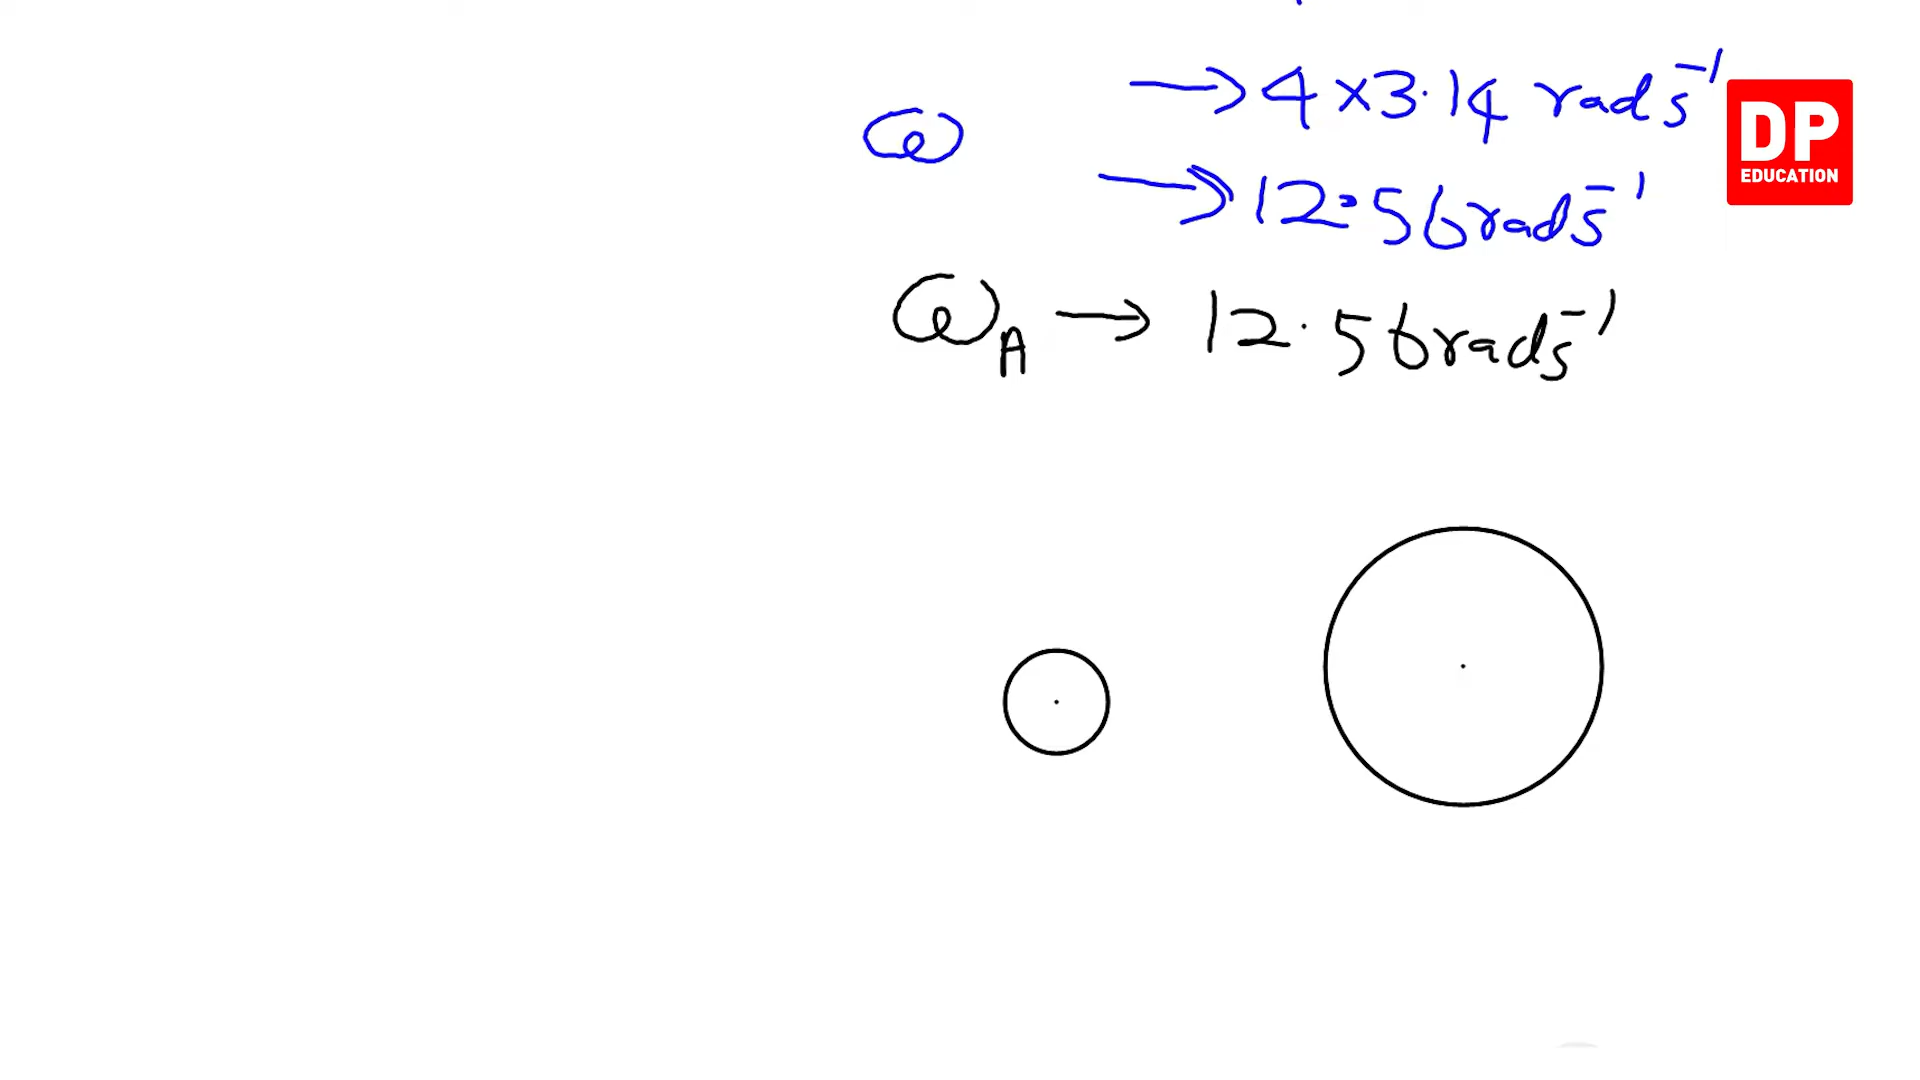 → 4 × 3.14 rad s⁻¹
ω
→ 12.56 rad s⁻¹
ω_A → 12.56 rad s⁻¹
DP
EDUCATION